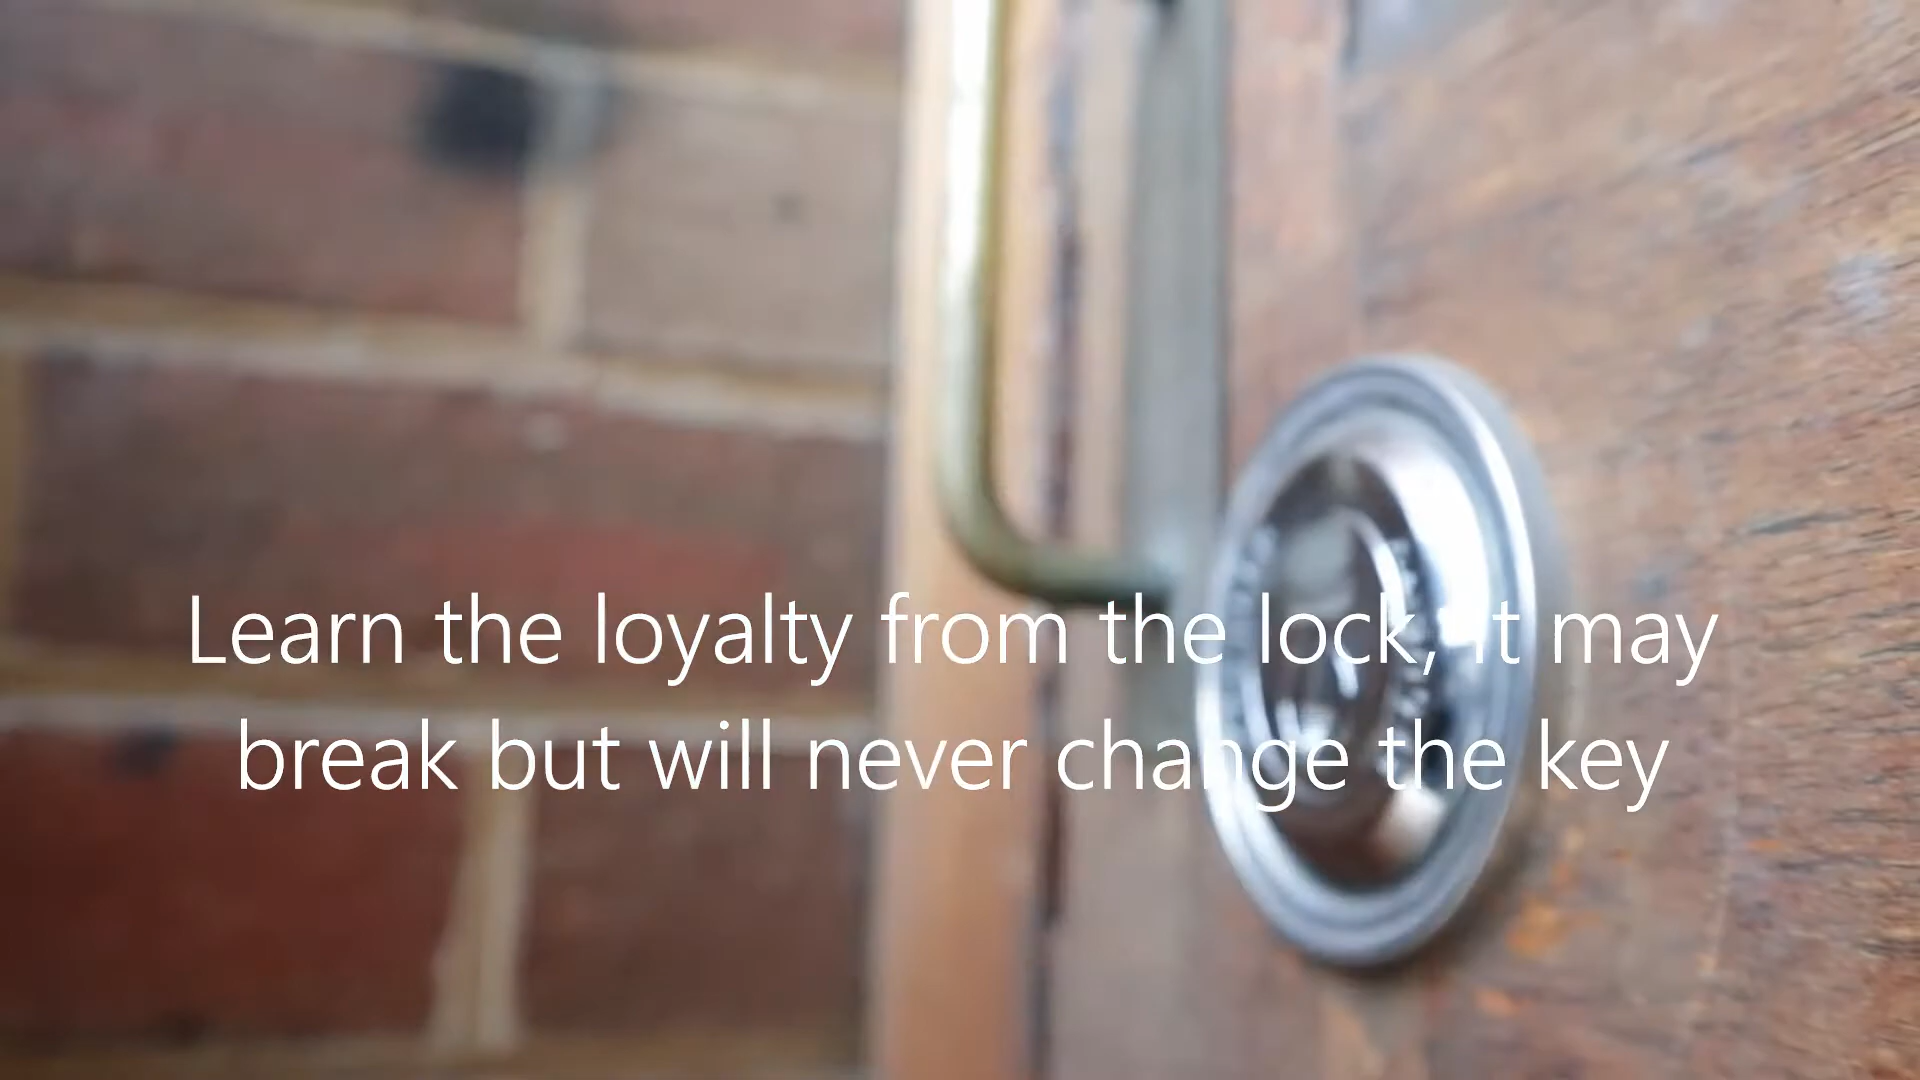 Learn the loyalty from the lock, it may
break but will never change the key